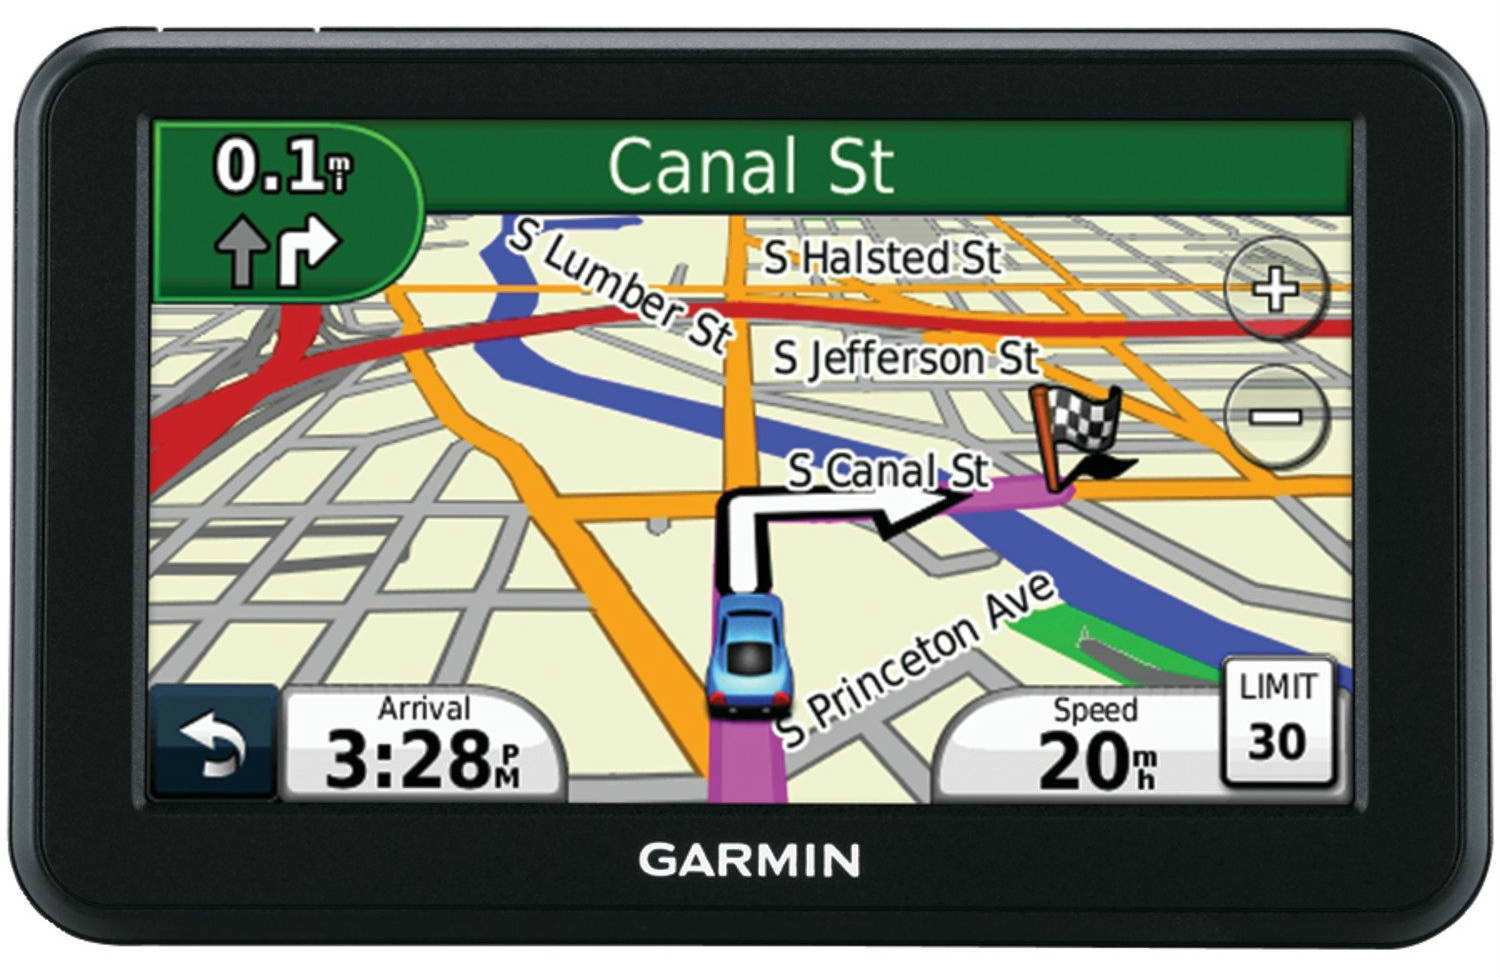 0.1mi
Canal St
S Lumber St
S Halsted St
S Jefferson St
S Canal St
S Princeton Ave
Arrival
3:28PM
Speed
20mh
LIMIT
30
GARMIN